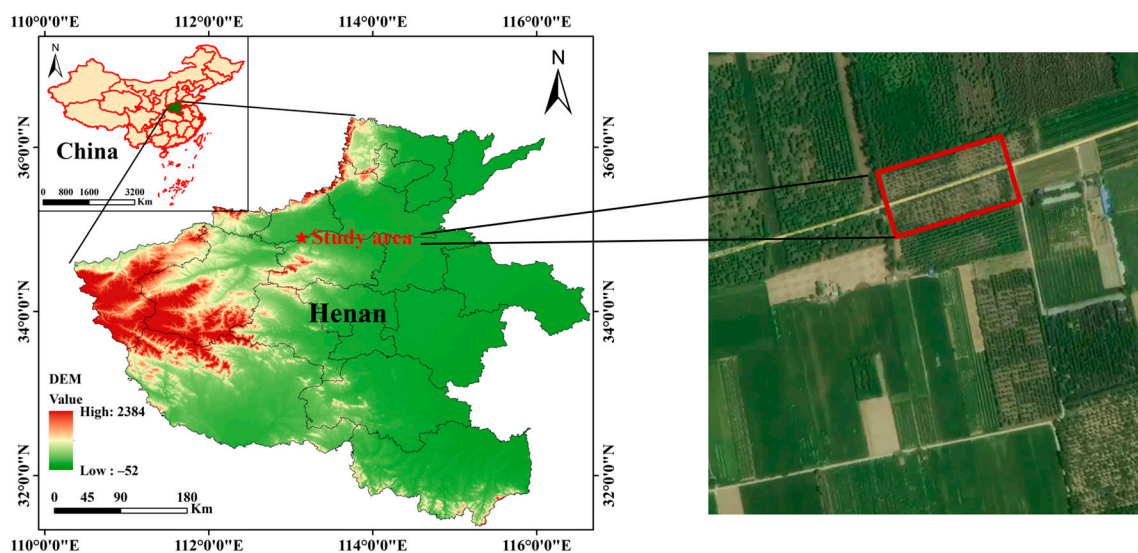 110°0'0"E 112°0'0"E 114°0'0"E 116°0'0"E
N
China
0 800 1600 3200
Km
N
36°0'0"N
36°0'0"N
Study area
34°0'0"N
34°0'0"N
Henan
DEM
Value
High: 2384
Low : –52
32°0'0"N
32°0'0"N
0 45 90 180
Km
110°0'0"E 112°0'0"E 114°0'0"E 116°0'0"E